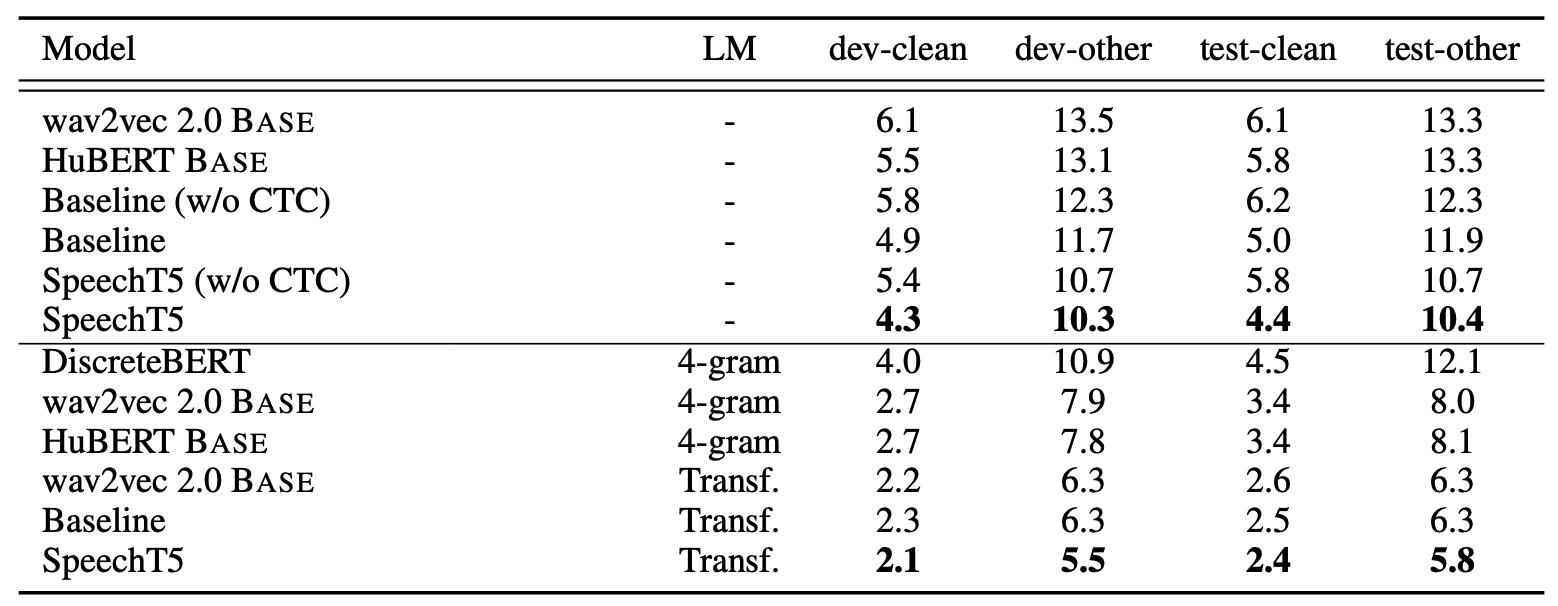 Model LM dev-clean dev-other test-clean test-other
wav2vec 2.0 BASE - 6.1 13.5 6.1 13.3
HuBERT BASE - 5.5 13.1 5.8 13.3
Baseline (w/o CTC) - 5.8 12.3 6.2 12.3
Baseline - 4.9 11.7 5.0 11.9
SpeechT5 (w/o CTC) - 5.4 10.7 5.8 10.7
SpeechT5 - 4.3 10.3 4.4 10.4
DiscreteBERT 4-gram 4.0 10.9 4.5 12.1
wav2vec 2.0 BASE 4-gram 2.7 7.9 3.4 8.0
HuBERT BASE 4-gram 2.7 7.8 3.4 8.1
wav2vec 2.0 BASE Transf. 2.2 6.3 2.6 6.3
Baseline Transf. 2.3 6.3 2.5 6.3
SpeechT5 Transf. 2.1 5.5 2.4 5.8